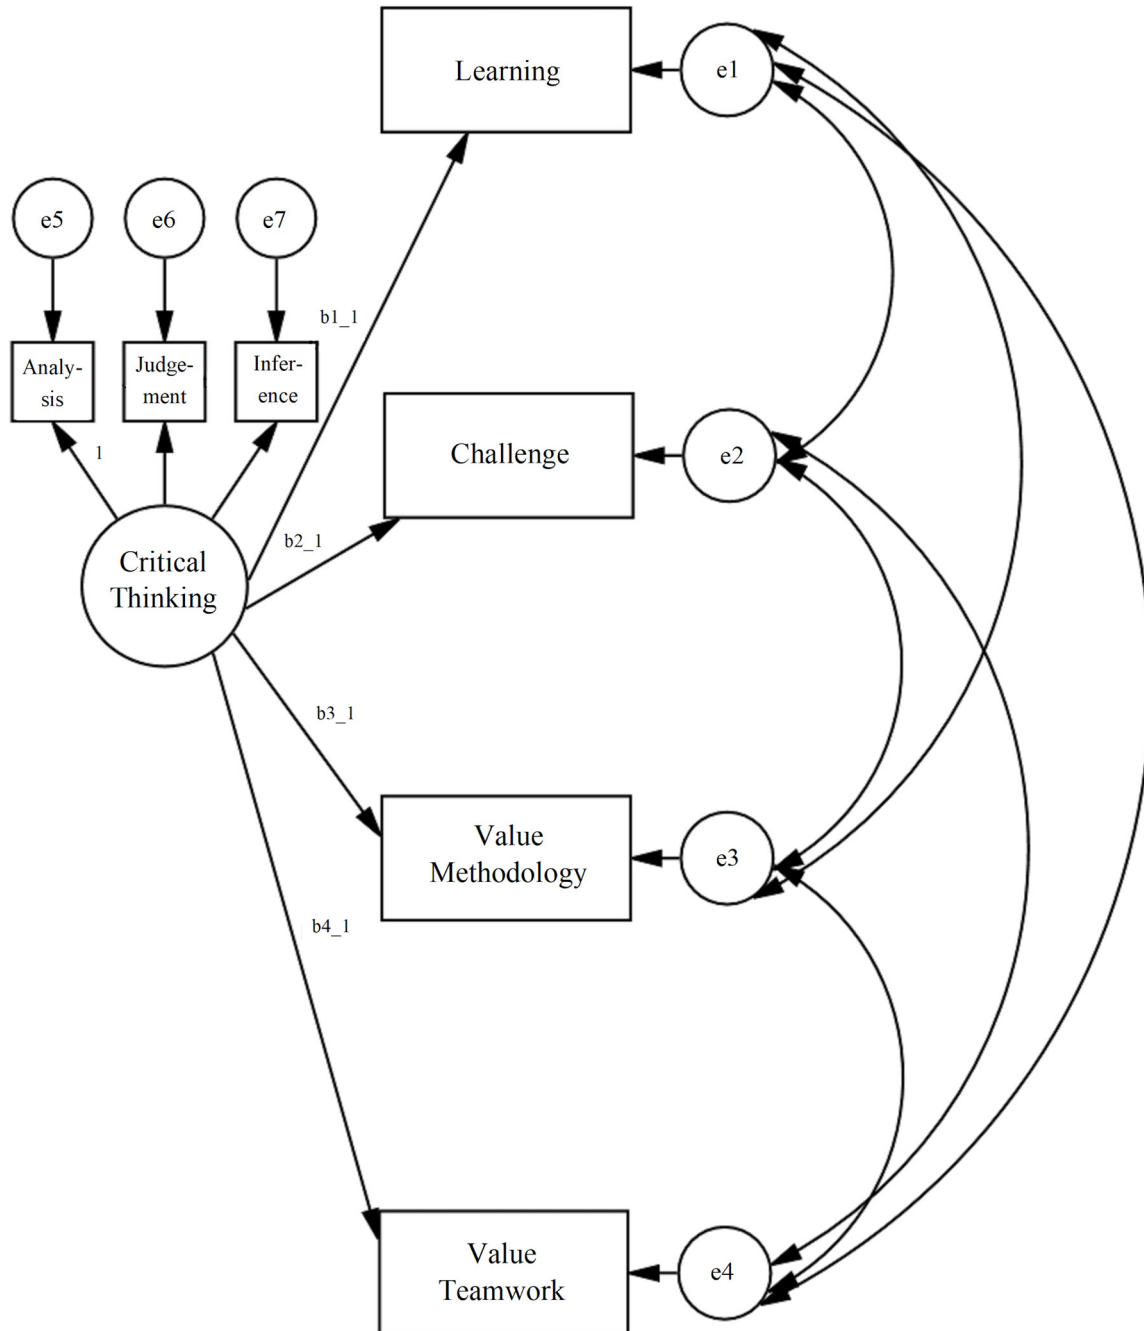 Learning
e1
e5
e6
e7
b1_1
Analy-
sis
Judge-
ment
Infer-
ence
1
Challenge
e2
b2_1
Critical
Thinking
b3_1
Value
Methodology
e3
b4_1
Value
Teamwork
e4